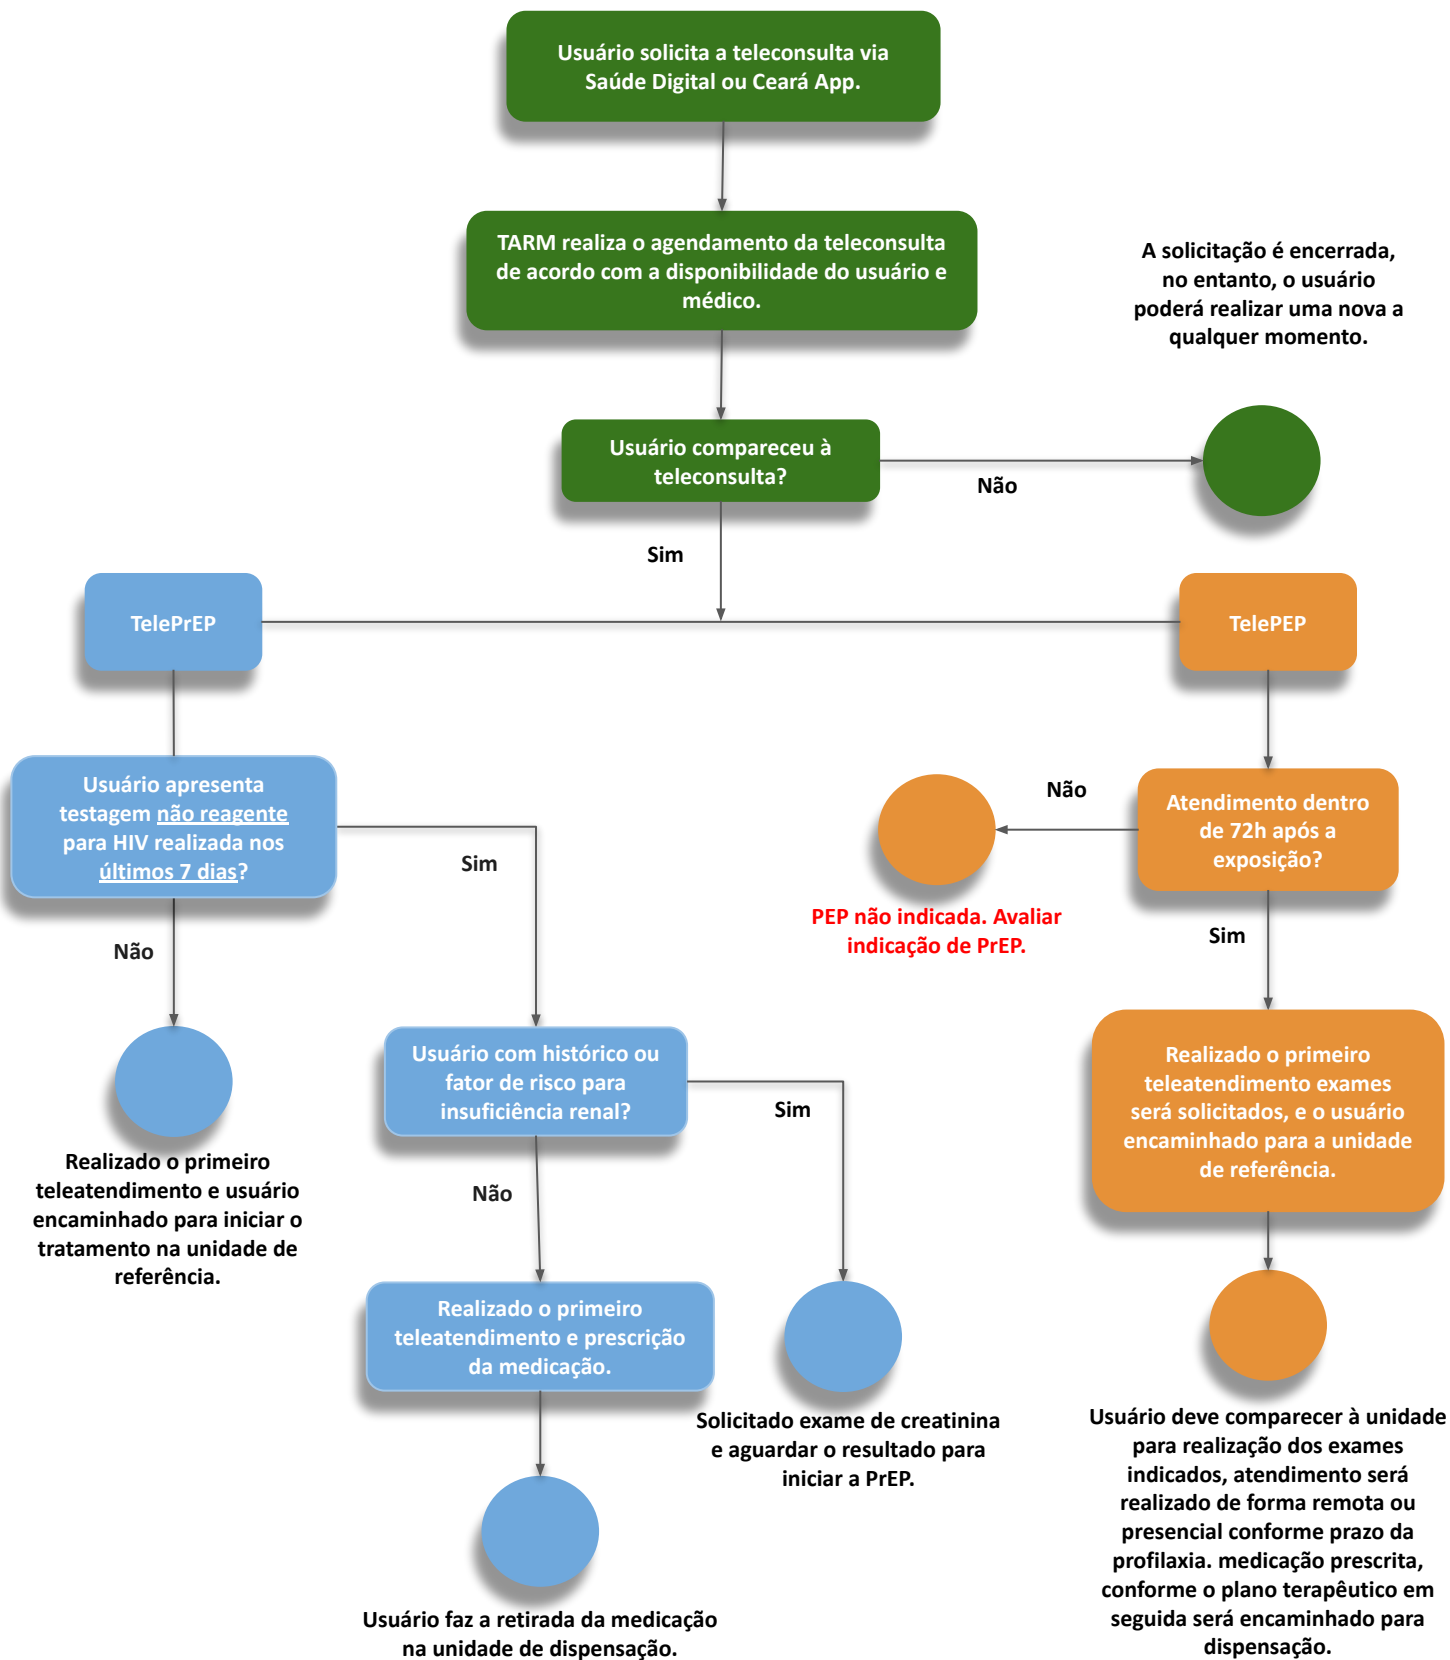 Usuário solicita a teleconsulta via
Saúde Digital ou Ceará App.
TARM realiza o agendamento da teleconsulta
de acordo com a disponibilidade do usuário e
médico.
A solicitação é encerrada,
no entanto, o usuário
poderá realizar uma nova a
qualquer momento.
Usuário compareceu à
teleconsulta?
Não
Sim
TelePrEP
TelePEP
Usuário apresenta
testagem não reagente
para HIV realizada nos
últimos 7 dias?
Sim
Não
Não
Atendimento dentro
de 72h após a
exposição?
PEP não indicada. Avaliar
indicação de PrEP.
Sim
Realizado o primeiro
teleatendimento e usuário
encaminhado para iniciar o
tratamento na unidade de
referência.
Usuário com histórico ou
fator de risco para
insuficiência renal?
Sim
Não
Realizado o primeiro
teleatendimento exames
será solicitados, e o usuário
encaminhado para a unidade
de referência.
Realizado o primeiro
teleatendimento e prescrição
da medicação.
Solicitado exame de creatinina
e aguardar o resultado para
iniciar a PrEP.
Usuário faz a retirada da medicação
na unidade de dispensação.
Usuário deve comparecer à unidade
para realização dos exames
indicados, atendimento será
realizado de forma remota ou
presencial conforme prazo da
profilaxia. medicação prescrita,
conforme o plano terapêutico em
seguida será encaminhado para
dispensação.